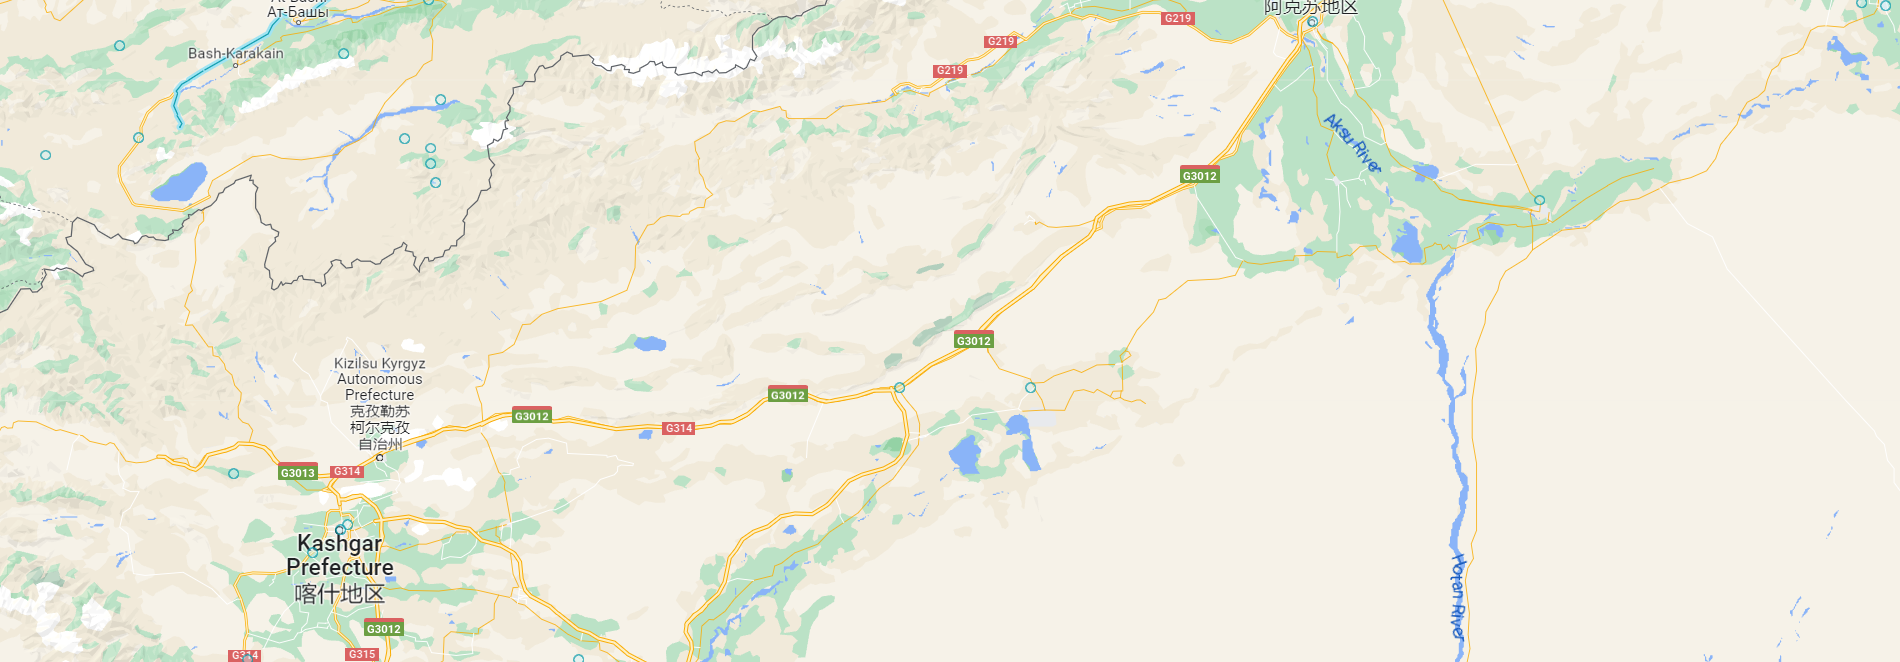 Ат-Башы
Bash-Karakain
G219
G219
G219
阿克苏地区
Aksu River
G3012
G3012
Kizilsu Kyrgyz
Autonomous
Prefecture
克孜勒苏
柯尔克孜
自治州
G3012
G3012
G314
G3013
G314
Kashgar
Prefecture
喀什地区
Hotan River
G3012
G314
G315